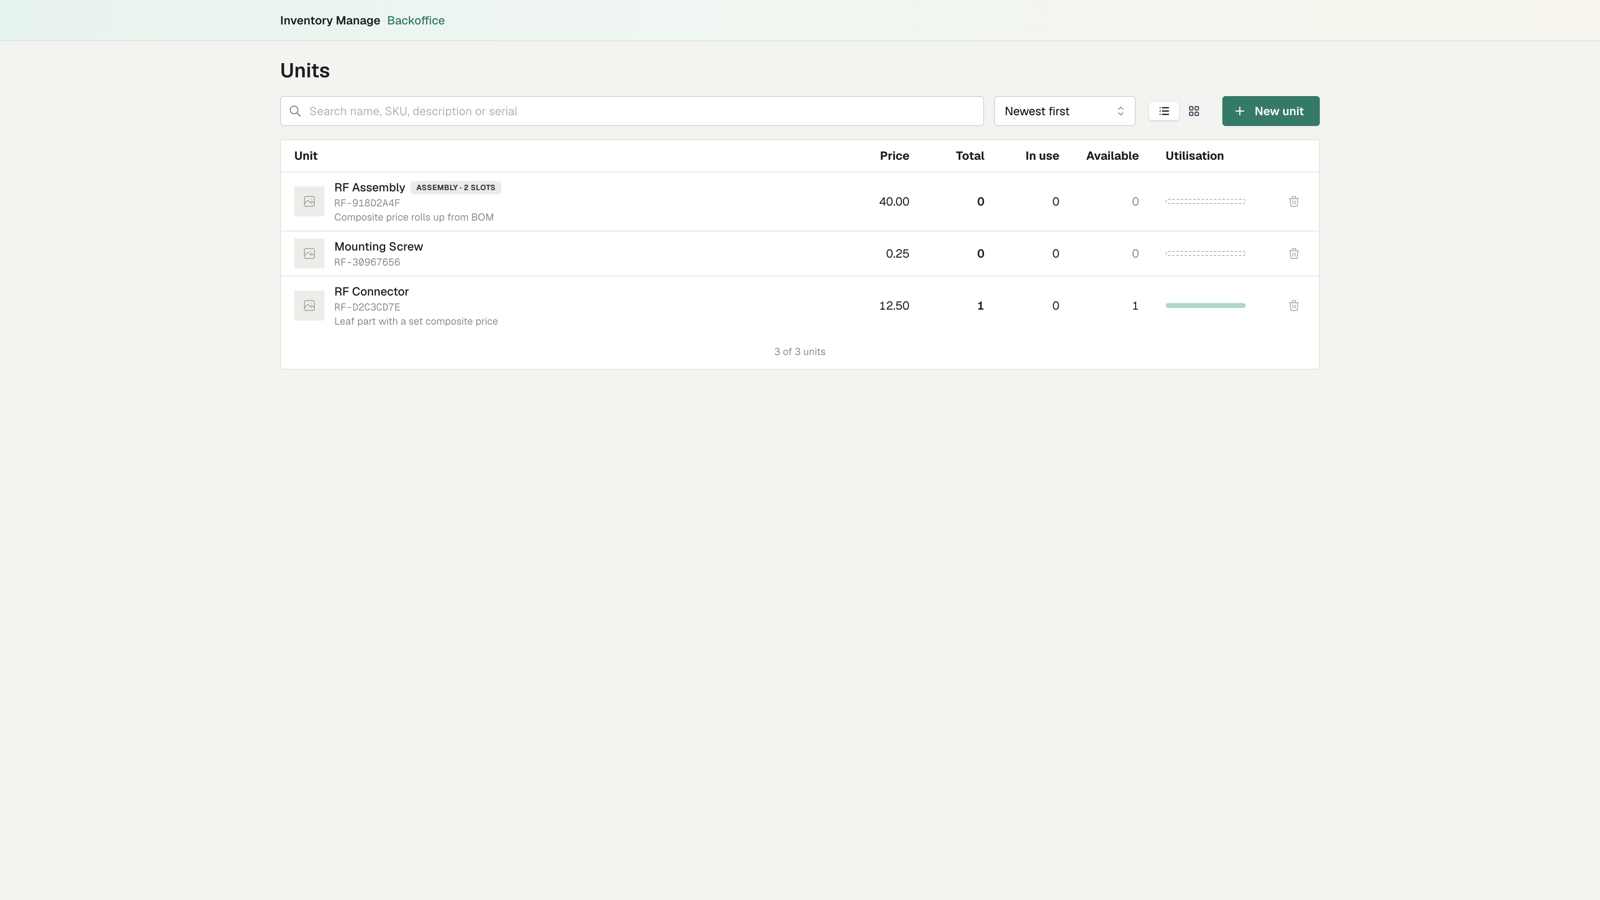 Inventory Manage Backoffice
Units
Search name, SKU, description or serial
Newest first
New unit
Unit Price Total In use Available Utilisation
RF Assembly ASSEMBLY · 2 SLOTS
RF-918D2A4F
Composite price rolls up from BOM
40.00 0 0 0
Mounting Screw
RF-30967656
0.25 0 0 0
RF Connector
RF-D2C3CD7E
Leaf part with a set composite price
12.50 1 0 1
3 of 3 units